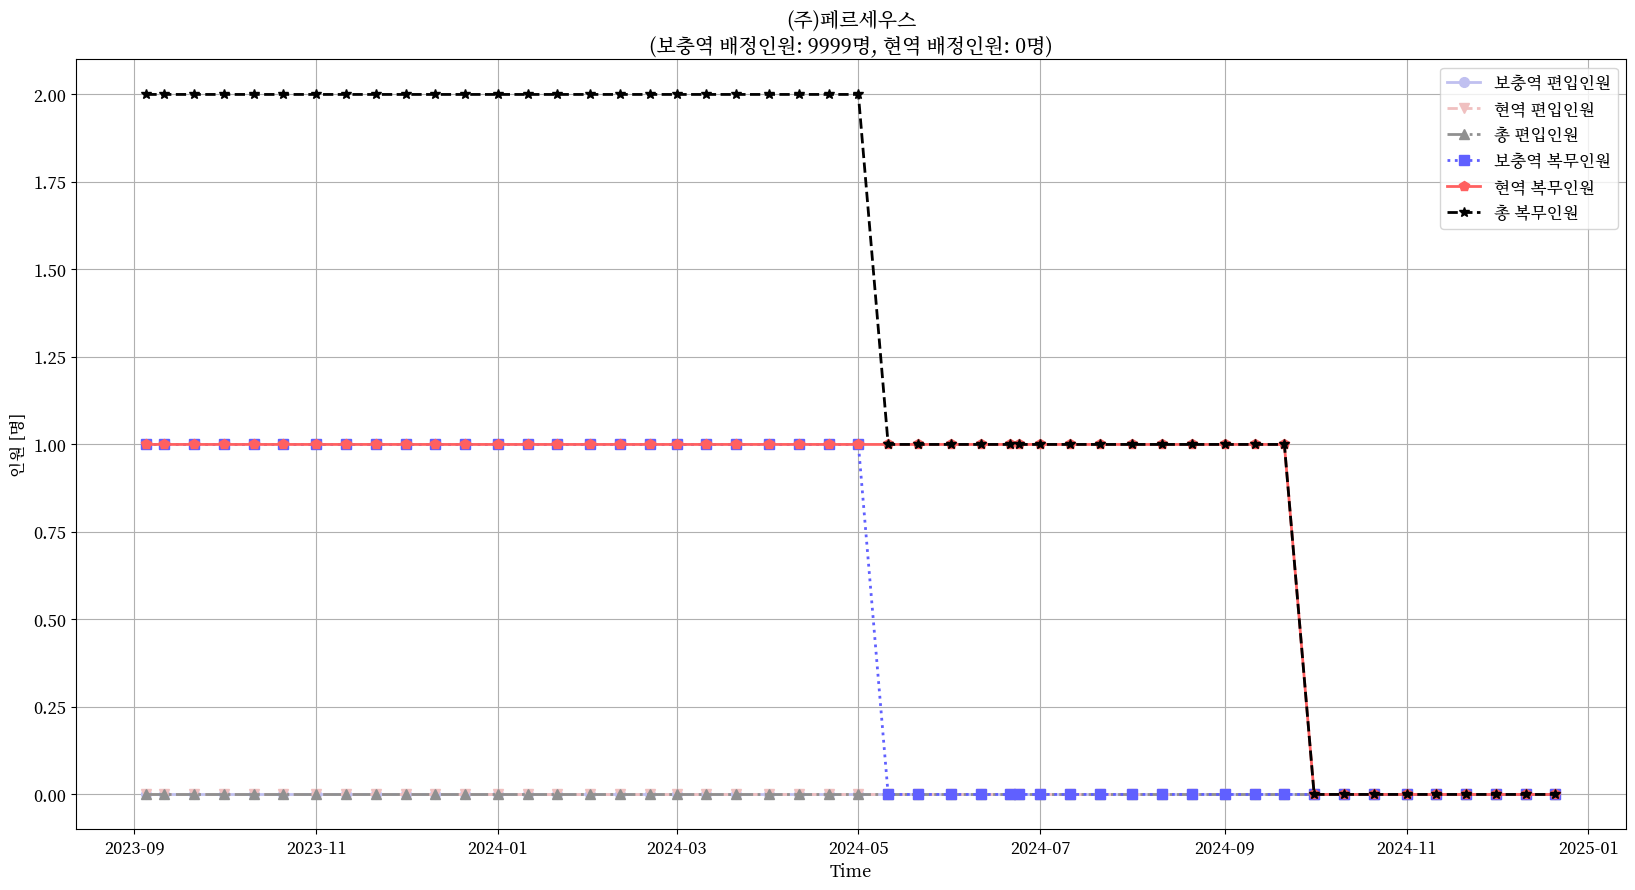 (주)페르세우스
(보충역 배정인원: 9999명, 현역 배정인원: 0명)
보충역 편입인원
현역 편입인원
총 편입인원
보충역 복무인원
현역 복무인원
총 복무인원
인원 [명]
2.00
1.75
1.50
1.25
1.00
0.75
0.50
0.25
0.00
2023-09 2023-11 2024-01 2024-03 2024-05 2024-07 2024-09 2024-11 2025-01
Time